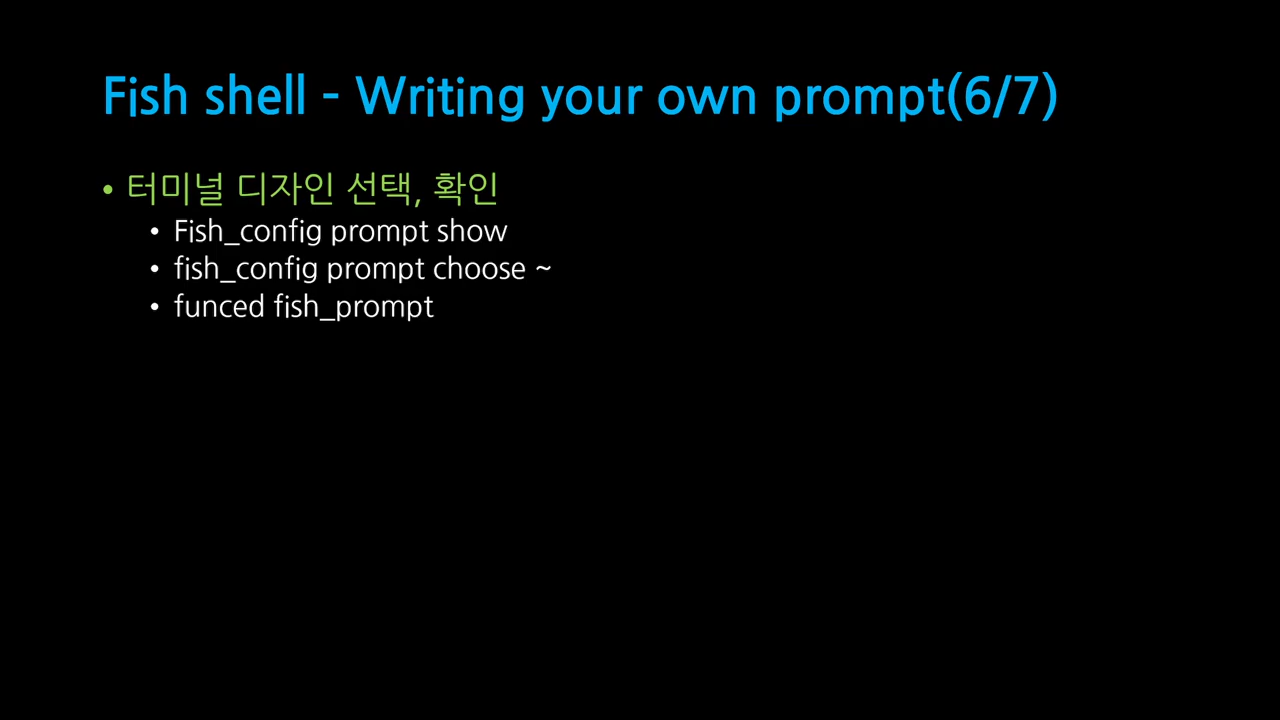 Fish shell - Writing your own prompt(6/7)
• 터미널 디자인 선택, 확인
• Fish_config prompt show
• fish_config prompt choose ~
• funced fish_prompt